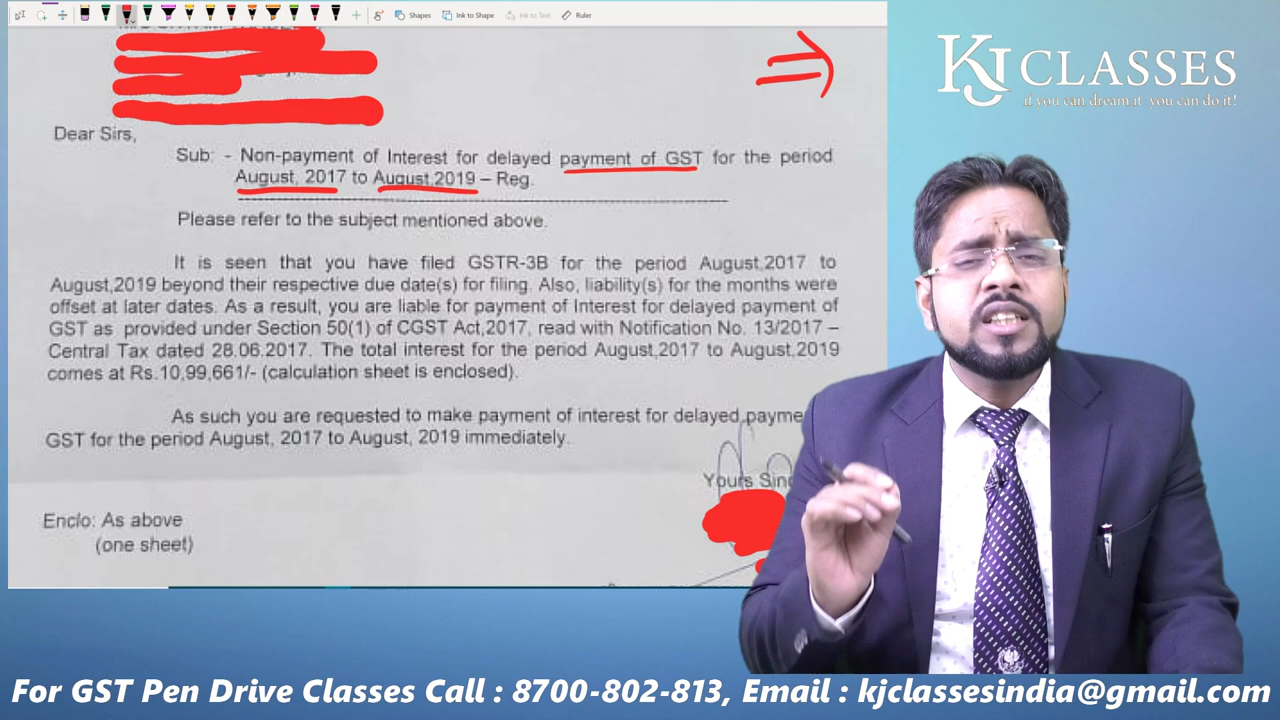 Shapes Ink to Shape Ink to Text Ruler
KJ CLASSES
if you can dream it you can do it!
Dear Sirs,
Sub: - Non-payment of Interest for delayed payment of GST for the period
August, 2017 to August,2019 – Reg.
Please refer to the subject mentioned above.
It is seen that you have filed GSTR-3B for the period August,2017 to
August,2019 beyond their respective due date(s) for filing. Also, liability(s) for the months were
offset at later dates. As a result, you are liable for payment of Interest for delayed payment of
GST as provided under Section 50(1) of CGST Act,2017, read with Notification No. 13/2017 –
Central Tax dated 28.06.2017. The total interest for the period August,2017 to August,2019
comes at Rs.10,99,661/- (calculation sheet is enclosed).
As such you are requested to make payment of interest for delayed
GST for the period August, 2017 to August, 2019 immediately.
Yours
Enclo: As above
(one sheet)
For GST Pen Drive Classes Call : 8700-802-813, Email : kjclassesindia@gmail.com